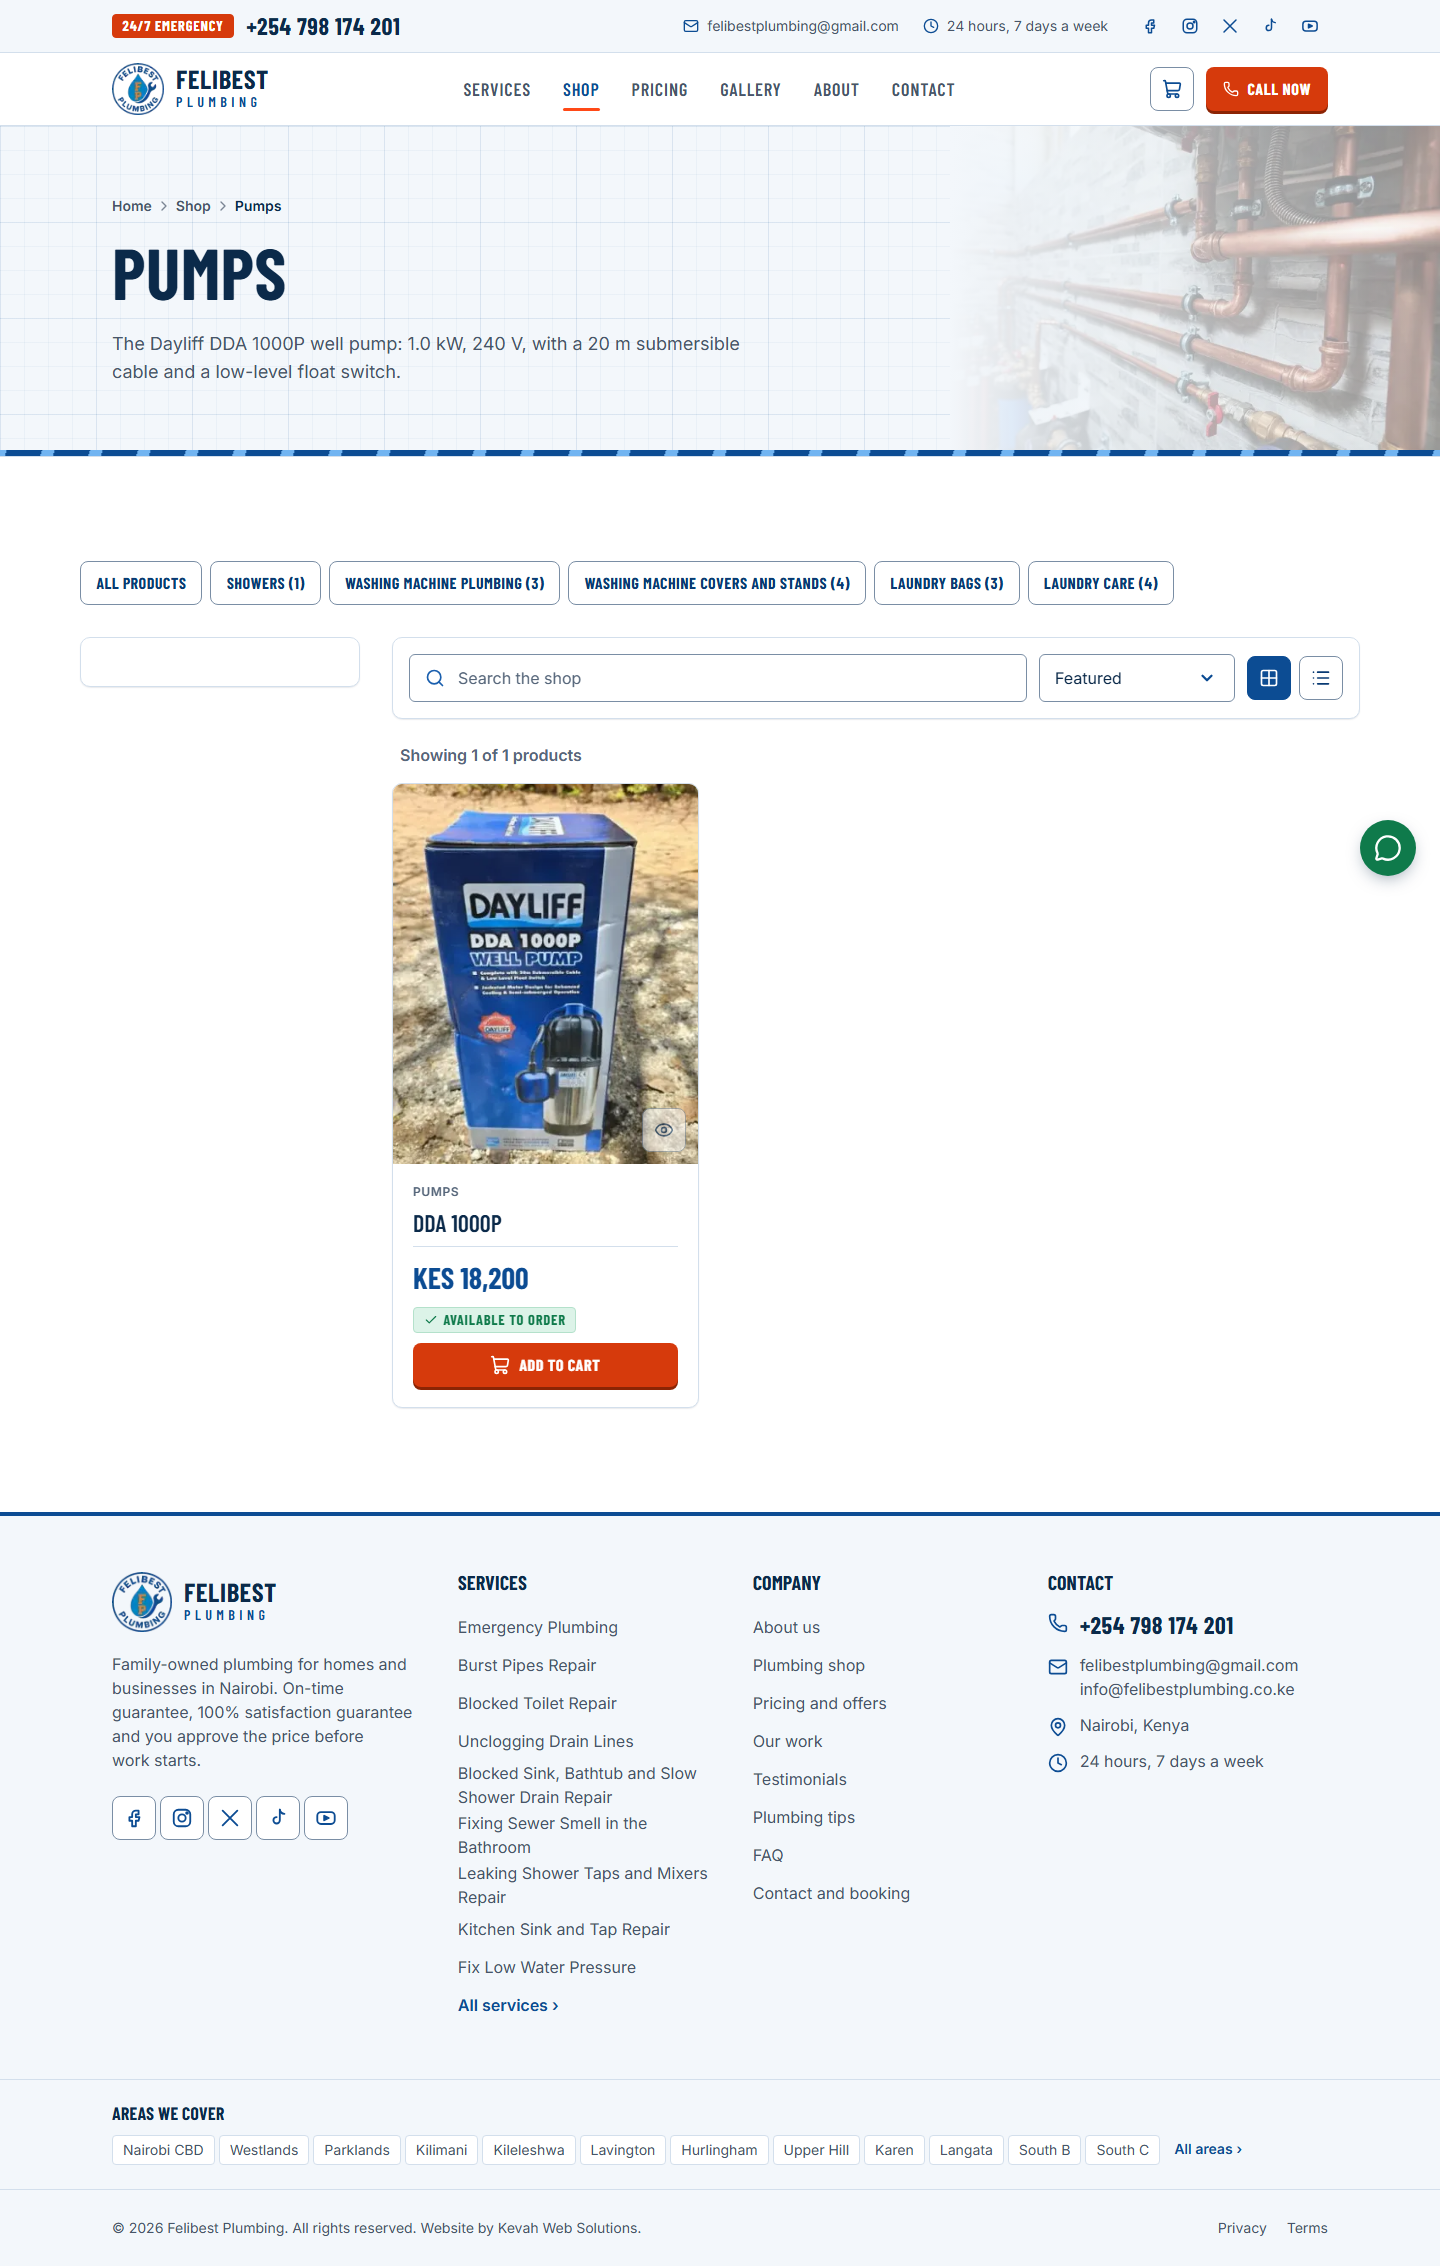 24/7 EMERGENCY +254 798 174 201
felibestplumbing@gmail.com
24 hours, 7 days a week
FELIBEST
PLUMBING
SERVICES SHOP PRICING GALLERY ABOUT CONTACT
CALL NOW
Home > Shop > Pumps
PUMPS
The Dayliff DDA 1000P well pump: 1.0 kW, 240 V, with a 20 m submersible
cable and a low-level float switch.
ALL PRODUCTS
SHOWERS (1)
WASHING MACHINE PLUMBING (3)
WASHING MACHINE COVERS AND STANDS (4)
LAUNDRY BAGS (3)
LAUNDRY CARE (4)
Search the shop
Featured
Showing 1 of 1 products
DAYLIFF
DDA 1000P
WELL PUMP
PUMPS
DDA 1000P
KES 18,200
AVAILABLE TO ORDER
ADD TO CART
FELIBEST
PLUMBING
Family-owned plumbing for homes and
businesses in Nairobi. On-time
guarantee, 100% satisfaction guarantee
and you approve the price before
work starts.
SERVICES
Emergency Plumbing
Burst Pipes Repair
Blocked Toilet Repair
Unclogging Drain Lines
Blocked Sink, Bathtub and Slow
Shower Drain Repair
Fixing Sewer Smell in the
Bathroom
Leaking Shower Taps and Mixers
Repair
Kitchen Sink and Tap Repair
Fix Low Water Pressure
All services ›
COMPANY
About us
Plumbing shop
Pricing and offers
Our work
Testimonials
Plumbing tips
FAQ
Contact and booking
CONTACT
+254 798 174 201
felibestplumbing@gmail.com
info@felibestplumbing.co.ke
Nairobi, Kenya
24 hours, 7 days a week
AREAS WE COVER
Nairobi CBD Westlands Parklands Kilimani Kileleshwa Lavington Hurlingham Upper Hill Karen Langata South B South C All areas ›
© 2026 Felibest Plumbing. All rights reserved. Website by Kevah Web Solutions.
Privacy Terms